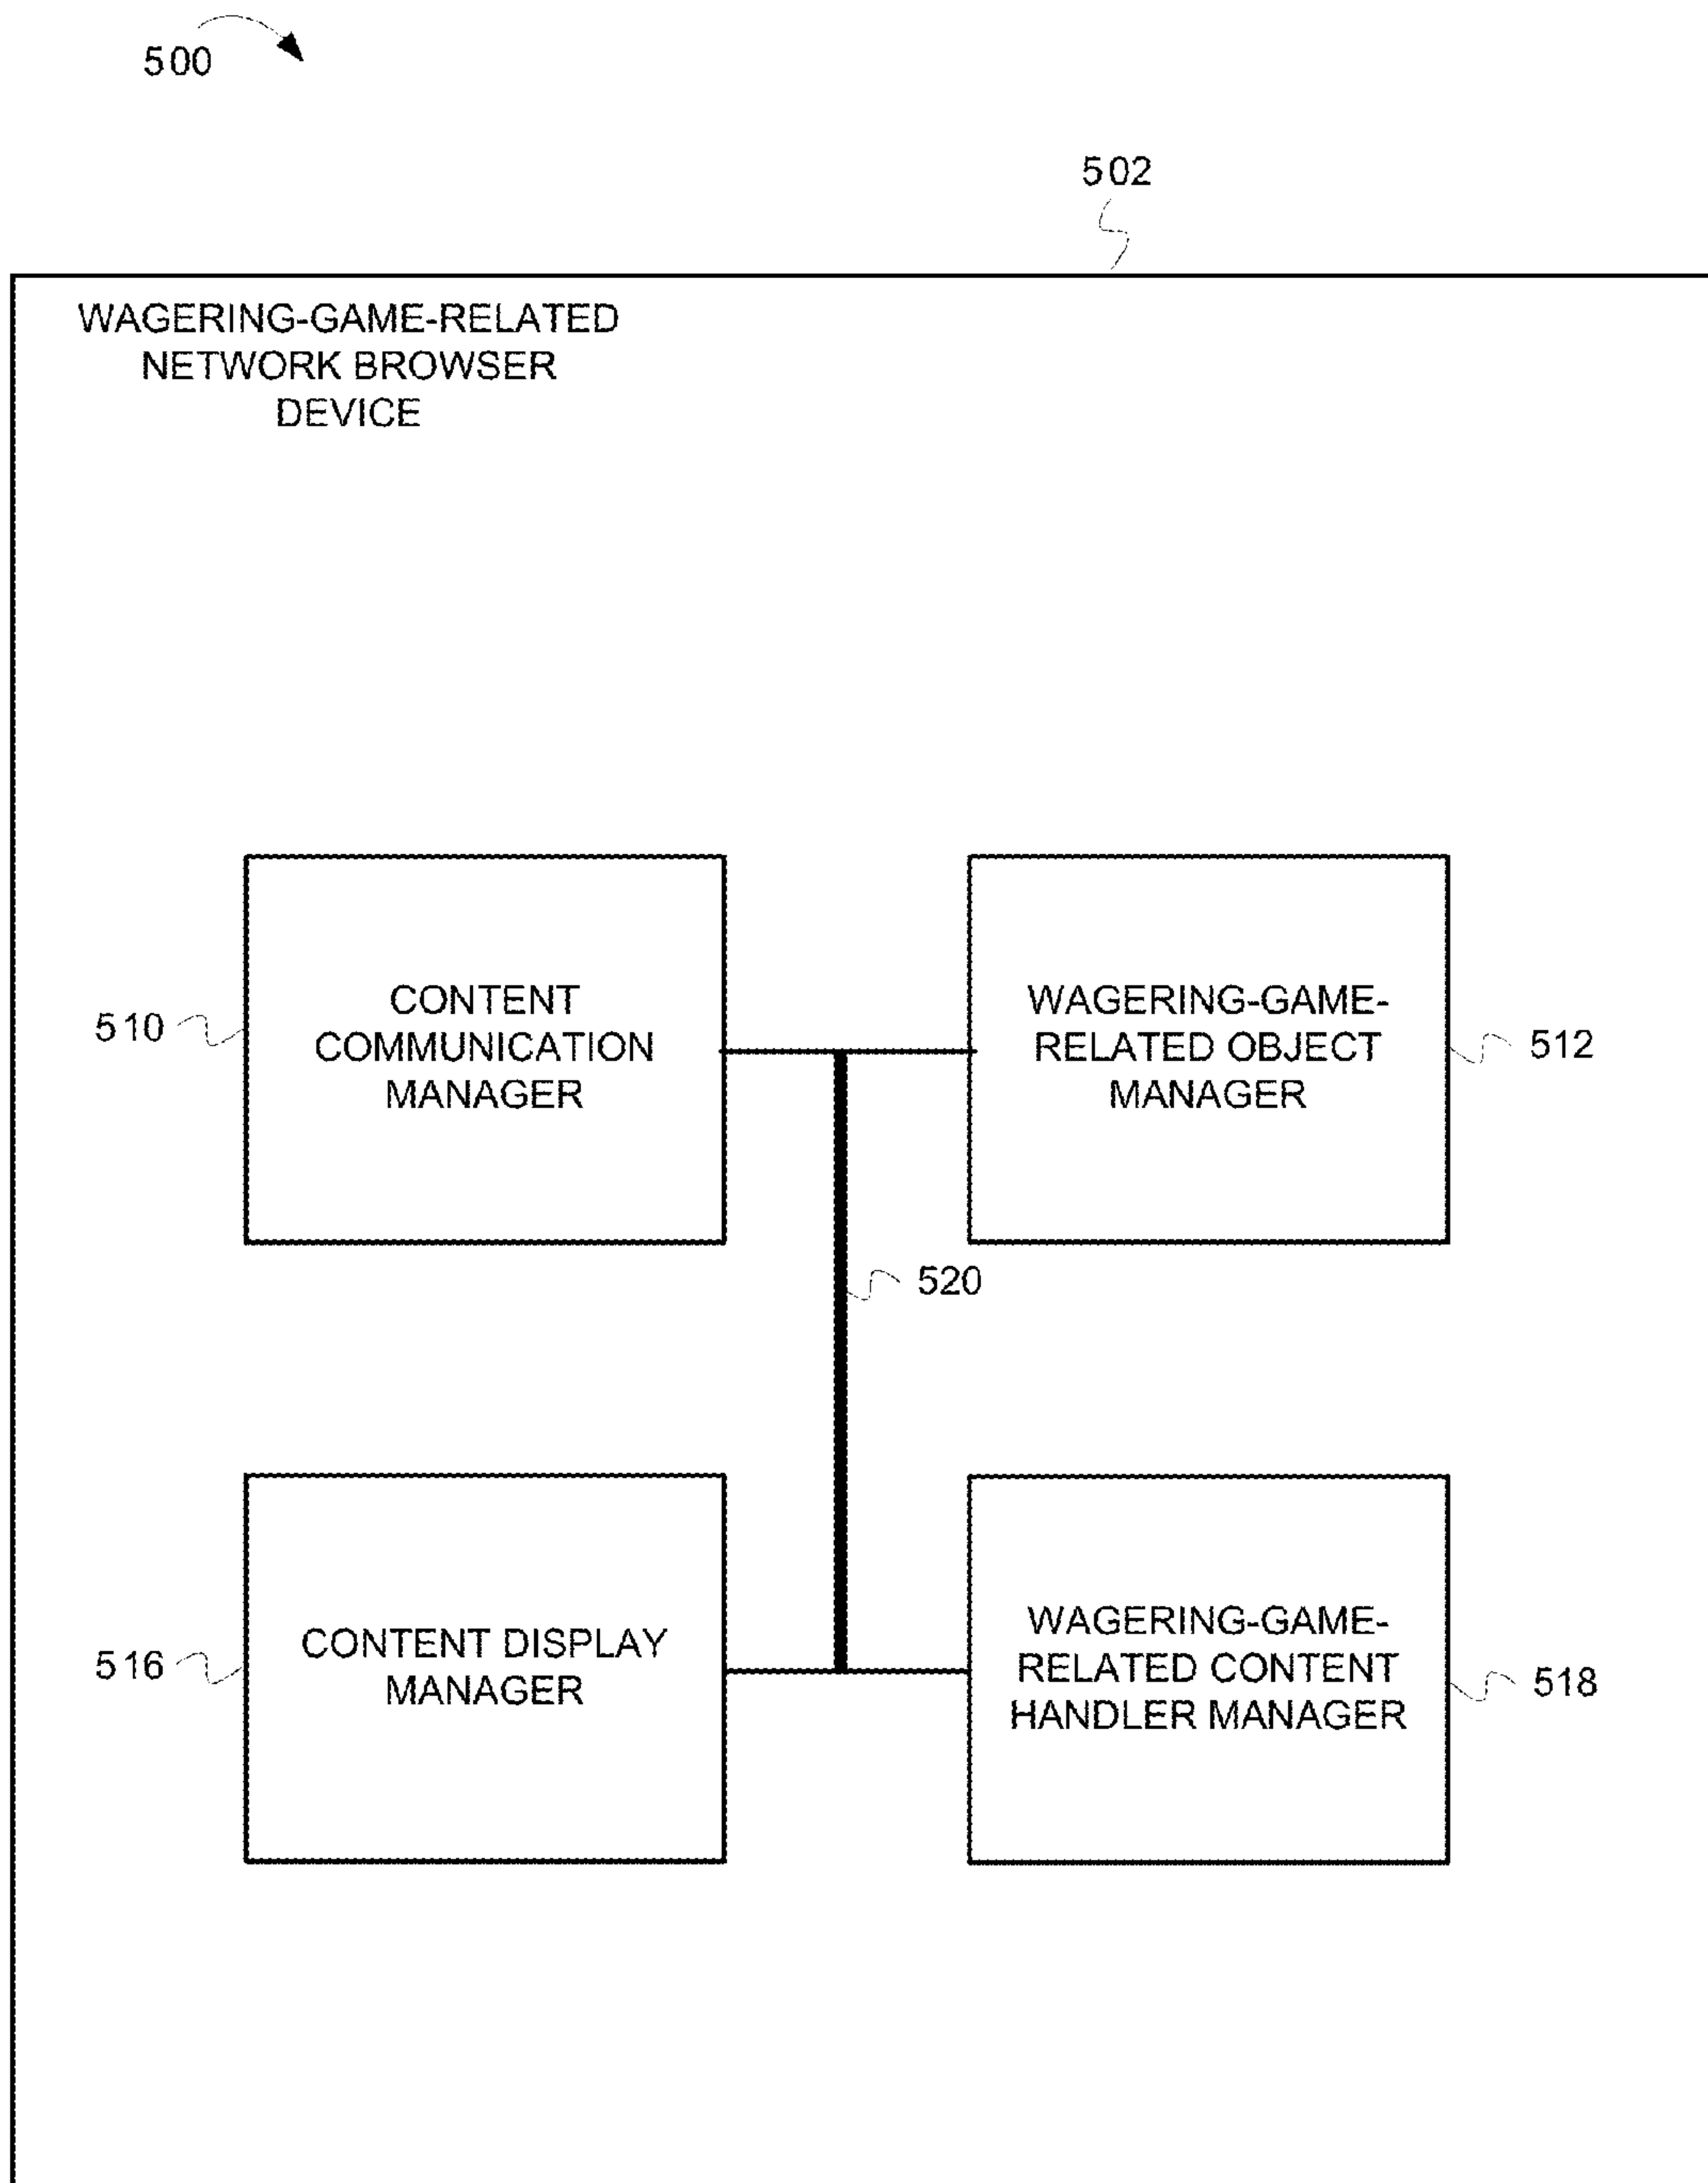 500
502
WAGERING-GAME-RELATED
NETWORK BROWSER
DEVICE
510
CONTENT
COMMUNICATION
MANAGER
WAGERING-GAME-
RELATED OBJECT
MANAGER
512
520
516
CONTENT DISPLAY
MANAGER
WAGERING-GAME-
RELATED CONTENT
HANDLER MANAGER
518